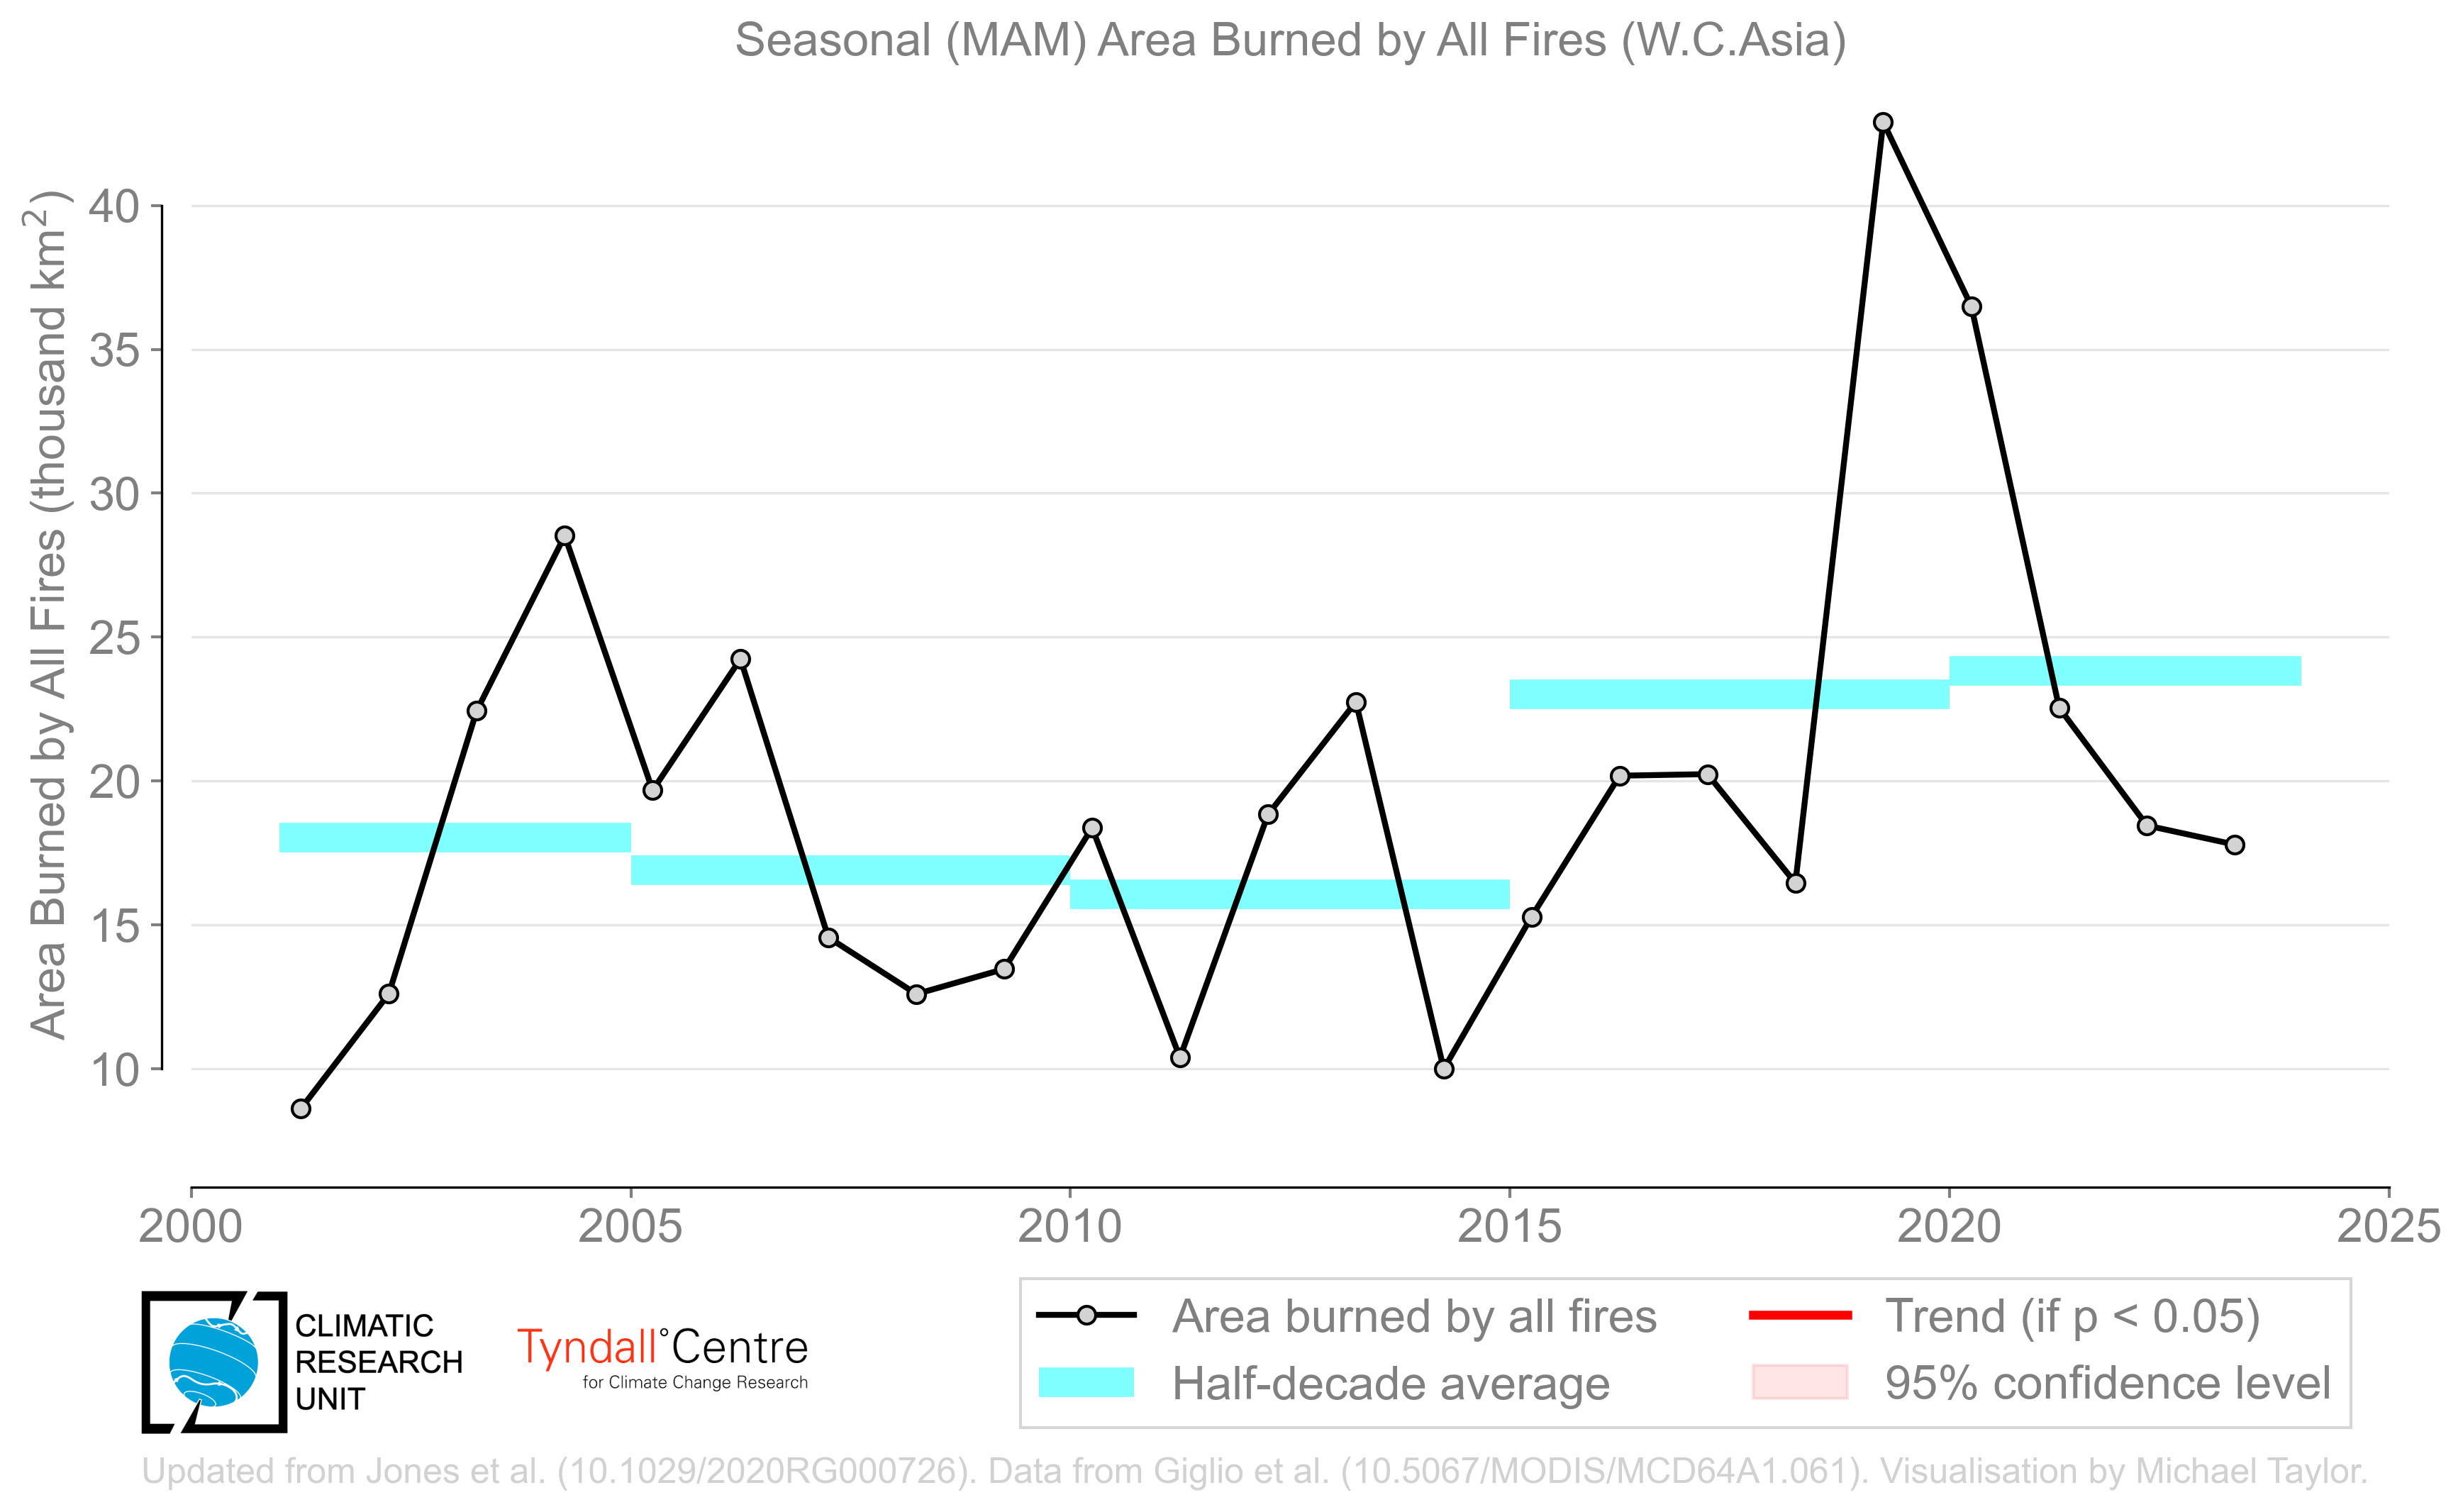 Seasonal (MAM) Area Burned by All Fires (W.C.Asia)
Area Burned by All Fires (thousand km²)
40
35
30
25
20
15
10
2000
2005
2010
2015
2020
2025
CLIMATIC
RESEARCH
UNIT
Tyndall°Centre
for Climate Change Research
Area burned by all fires
Half-decade average
Trend (if p < 0.05)
95% confidence level
Updated from Jones et al. (10.1029/2020RG000726). Data from Giglio et al. (10.5067/MODIS/MCD64A1.061). Visualisation by Michael Taylor.